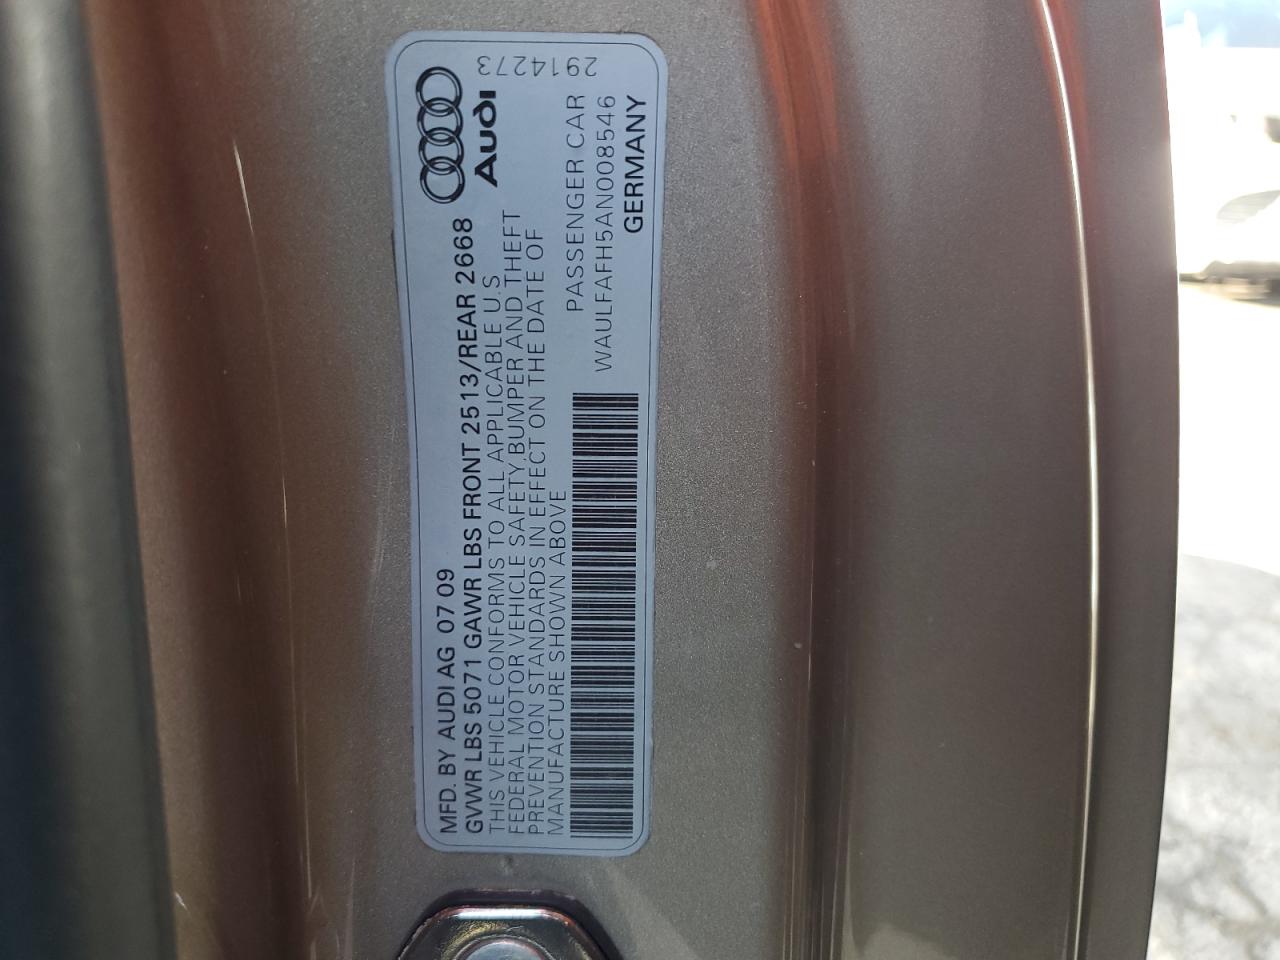 MFD. BY AUDI AG 07 09
GVWR LBS 5071 GAWR LBS FRONT 2513/REAR 2668
THIS VEHICLE CONFORMS TO ALL APPLICABLE U.S
FEDERAL MOTOR VEHICLE SAFETY,BUMPER AND THEFT
PREVENTION STANDARDS IN EFFECT ON THE DATE OF
MANUFACTURE SHOWN ABOVE
PASSENGER CAR
WAULFAFH5AN008546
GERMANY
Audi
2914273